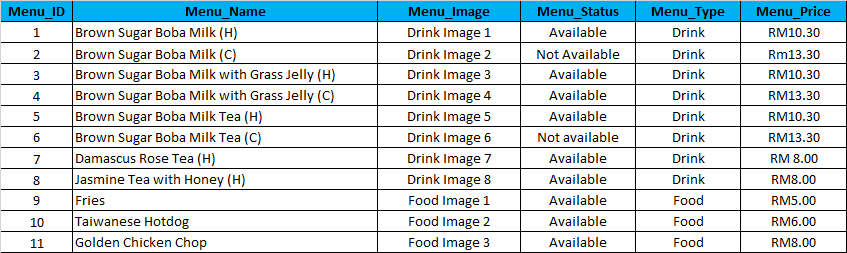 Menu_ID Menu_Name Menu_Image Menu_Status Menu_Type Menu_Price
1 Brown Sugar Boba Milk (H) Drink Image 1 Available Drink RM10.30
2 Brown Sugar Boba Milk (C) Drink Image 2 Not Available Drink Rm13.30
3 Brown Sugar Boba Milk with Grass Jelly (H) Drink Image 3 Available Drink RM10.30
4 Brown Sugar Boba Milk with Grass Jelly (C) Drink Image 4 Available Drink RM13.30
5 Brown Sugar Boba Milk Tea (H) Drink Image 5 Available Drink RM10.30
6 Brown Sugar Boba Milk Tea (C) Drink Image 6 Not available Drink RM13.30
7 Damascus Rose Tea (H) Drink Image 7 Available Drink RM 8.00
8 Jasmine Tea with Honey (H) Drink Image 8 Available Drink RM8.00
9 Fries Food Image 1 Available Food RM5.00
10 Taiwanese Hotdog Food Image 2 Available Food RM6.00
11 Golden Chicken Chop Food Image 3 Available Food RM8.00